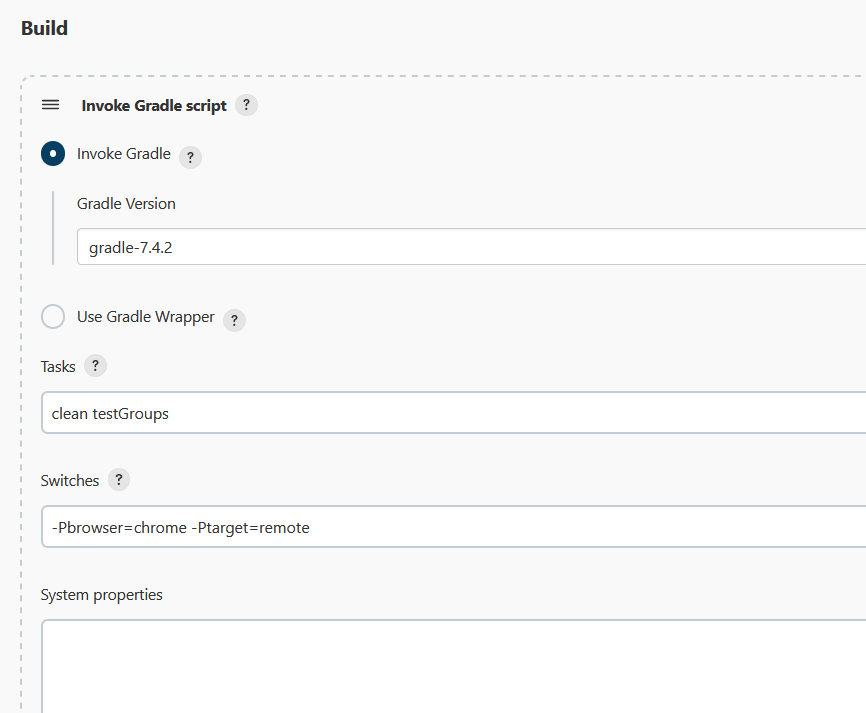 Build
Invoke Gradle script ?
Invoke Gradle ?
Gradle Version
gradle-7.4.2
Use Gradle Wrapper ?
Tasks ?
clean testGroups
Switches ?
-Pbrowser=chrome -Ptarget=remote
System properties